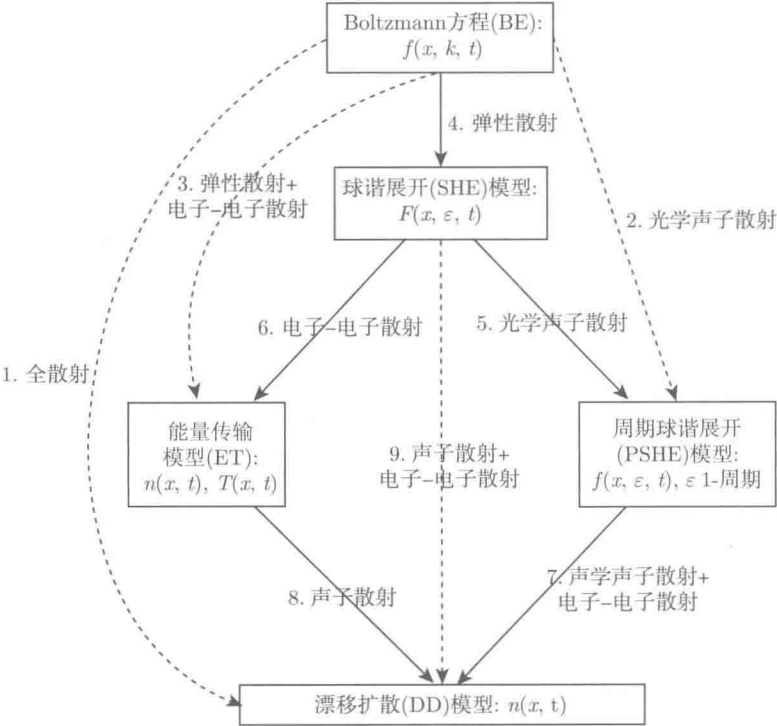 Boltzmann方程(BE):
f(x, k, t)
4. 弹性散射
3. 弹性散射+
电子–电子散射
球谐展开(SHE)模型:
F(x, ε, t)
2. 光学声子散射
6. 电子–电子散射
5. 光学声子散射
1. 全散射
能量传输
模型(ET):
n(x, t), T(x, t)
9. 声子散射+
电子–电子散射
周期球谐展开
(PSHE)模型:
f(x, ε, t), ε 1-周期
8. 声子散射
7. 声学声子散射+
电子–电子散射
漂移扩散(DD)模型: n(x, t)